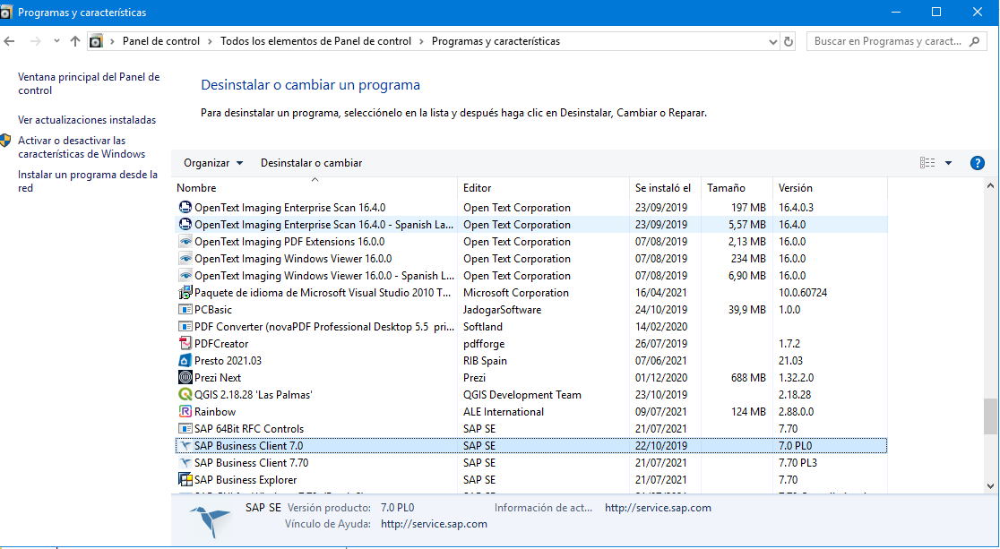 Programas y características
Panel de control > Todos los elementos de Panel de control > Programas y características
Buscar en Programas y caract...
Ventana principal del Panel de
control
Ver actualizaciones instaladas
Activar o desactivar las
características de Windows
Instalar un programa desde la
red
Desinstalar o cambiar un programa
Para desinstalar un programa, selecciónelo en la lista y después haga clic en Desinstalar, Cambiar o Reparar.
Organizar Desinstalar o cambiar ?
Nombre Editor Se instaló el Tamaño Versión
OpenText Imaging Enterprise Scan 16.4.0 Open Text Corporation 23/09/2019 197 MB 16.4.0.3
OpenText Imaging Enterprise Scan 16.4.0 - Spanish La... Open Text Corporation 23/09/2019 5,57 MB 16.4.0
OpenText Imaging PDF Extensions 16.0.0 Open Text Corporation 07/08/2019 2,13 MB 16.0.0
OpenText Imaging Windows Viewer 16.0.0 Open Text Corporation 07/08/2019 234 MB 16.0.0
OpenText Imaging Windows Viewer 16.0.0 - Spanish L... Open Text Corporation 07/08/2019 6,90 MB 16.0.0
Paquete de idioma de Microsoft Visual Studio 2010 T... Microsoft Corporation 16/04/2021 10.0.60724
PCBasic JadogarSoftware 24/10/2019 39,9 MB 1.0.0
PDF Converter (novaPDF Professional Desktop 5.5 pri... Softland 14/02/2020
PDFCreator pdfforge 26/07/2019 1.7.2
Presto 2021.03 RIB Spain 07/06/2021 21.03
Prezi Next Prezi 01/12/2020 688 MB 1.32.2.0
QGIS 2.18.28 'Las Palmas' QGIS Development Team 23/10/2019 2.18.28
Rainbow ALE International 09/07/2021 124 MB 2.88.0.0
SAP 64Bit RFC Controls SAP SE 21/07/2021 7.70
SAP Business Client 7.0 SAP SE 22/10/2019 7.0 PL0
SAP Business Client 7.70 SAP SE 21/07/2021 7.70 PL3
SAP Business Explorer SAP SE 21/07/2021 7.70
SAP SE Versión producto: 7.0 PL0 Información de act... http://service.sap.com
Vínculo de Ayuda: http://service.sap.com